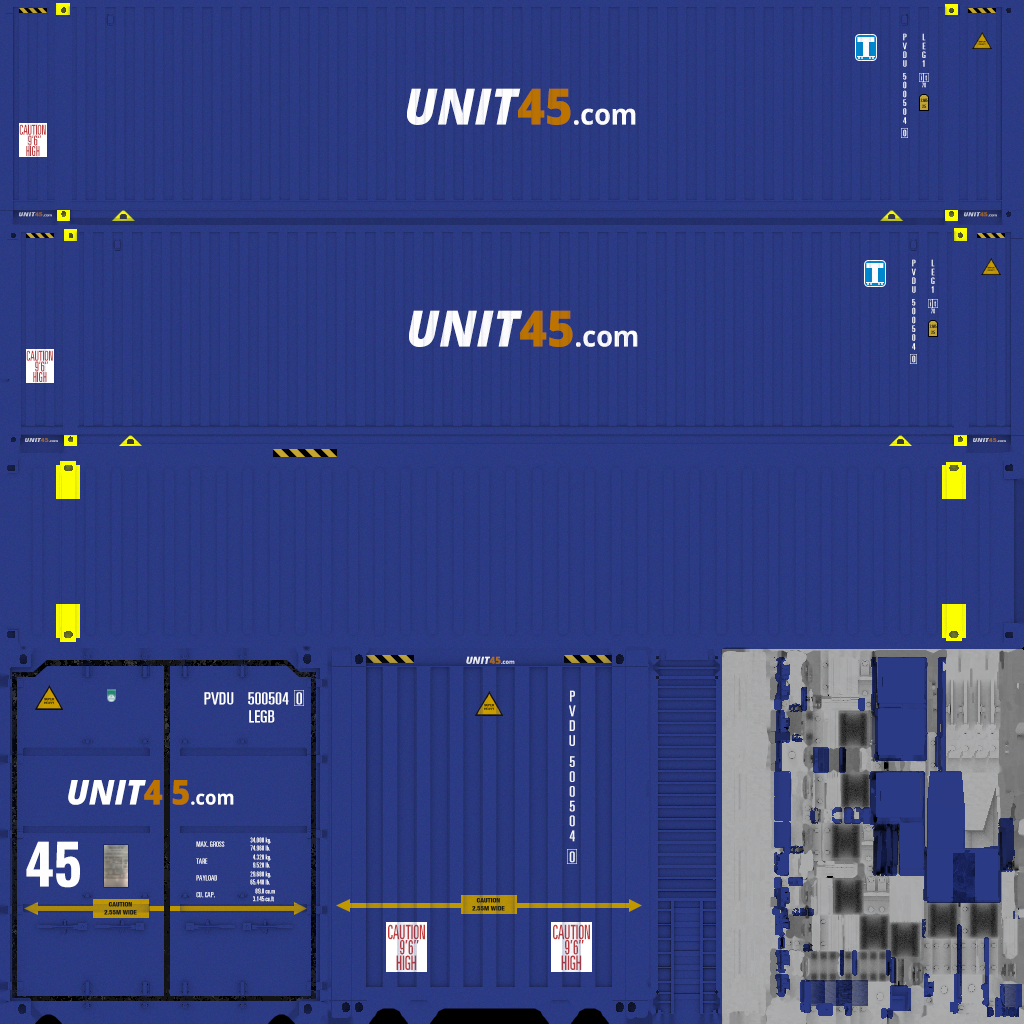 UNIT45.com
PVDU 500504 0
LEG1
CAUTION
9'6"
HIGH
UNIT45.com
UNIT45.com
UNIT45.com
PVDU 500504 0
LEG1
CAUTION
9'6"
HIGH
UNIT45.com
UNIT45.com
PVDU 500504 0
LEGB
UNIT45.com
45
MAX. GROSS
34.000 kg.
TARE
4.320 kg.
9.520 lb.
PAYLOAD
29.680 kg.
65.440 lb.
CU. CAP.
89.0 cu.m
3.145 cu.ft
CAUTION
2.55M WIDE
UNIT45.com
PVDU 500504 0
CAUTION
2.55M WIDE
CAUTION
9'6"
HIGH
CAUTION
9'6"
HIGH